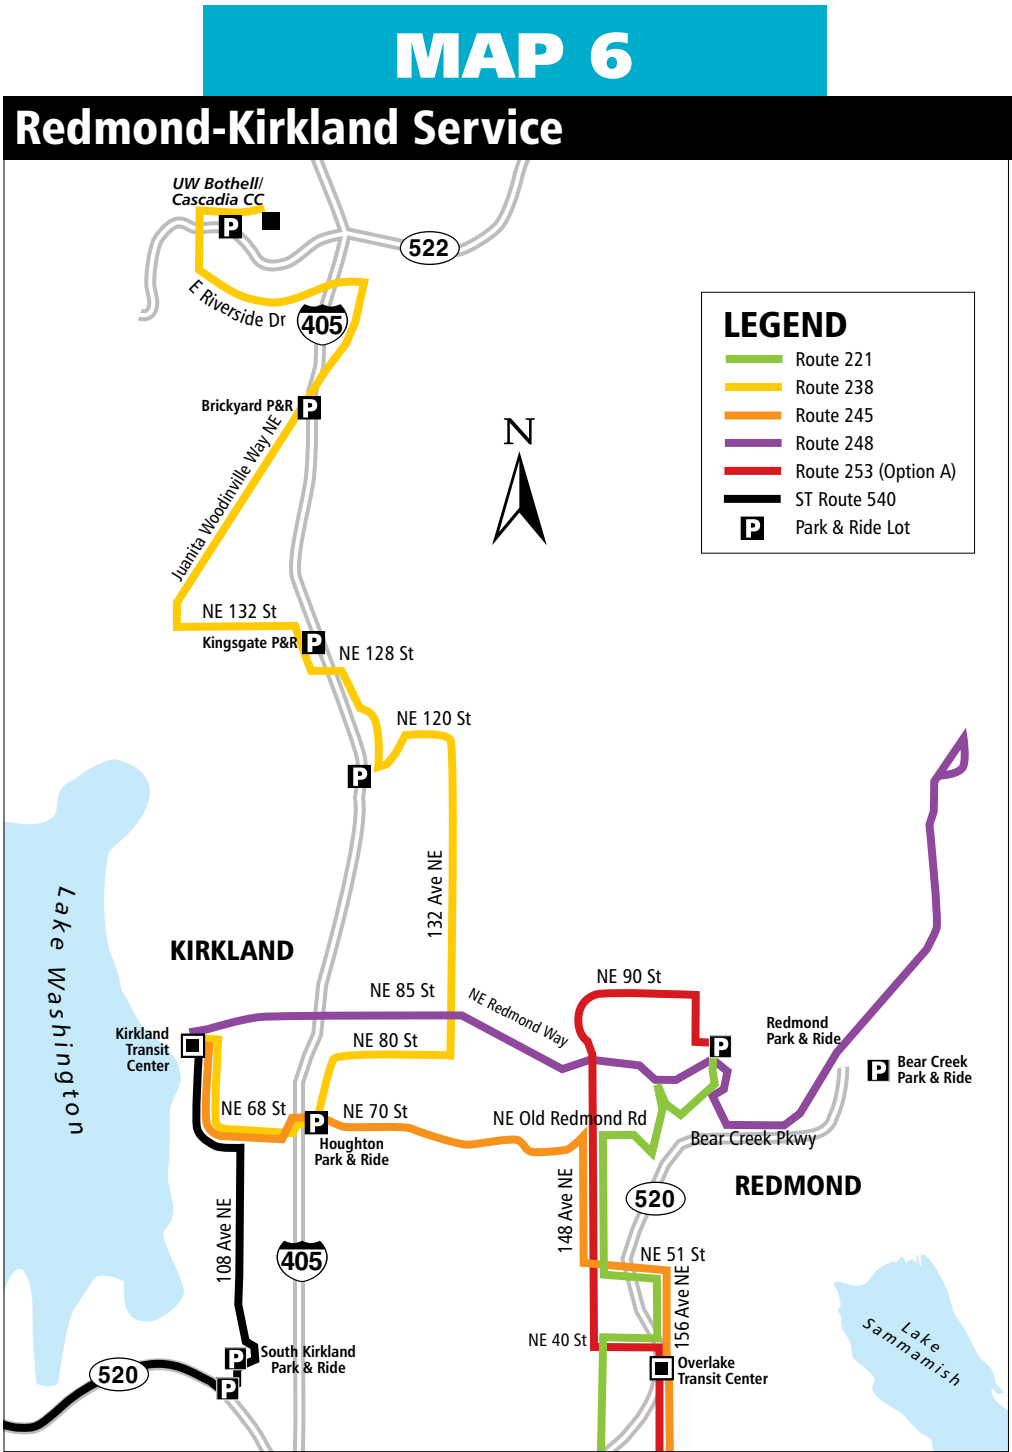 MAP 6
Redmond-Kirkland Service
UW Bothell/
Cascadia CC
P
522
E Riverside Dr
405
LEGEND
Route 221
Route 238
Route 245
Route 248
Route 253 (Option A)
ST Route 540
P Park & Ride Lot
Brickyard P&R
P
N
Juanita Woodinville Way NE
NE 132 St
Kingsgate P&R
P
NE 128 St
NE 120 St
P
132 Ave NE
Lake Washington
KIRKLAND
NE 85 St
NE Redmond Way
NE 90 St
Kirkland
Transit
Center
NE 80 St
P
Redmond
Park & Ride
P
Bear Creek
Park & Ride
NE 68 St
P
NE 70 St
NE Old Redmond Rd
Houghton
Park & Ride
Bear Creek Pkwy
REDMOND
148 Ave NE
520
108 Ave NE
405
NE 51 St
156 Ave NE
NE 40 St
Lake
Sammamish
P
South Kirkland
Park & Ride
520
P
Overlake
Transit Center